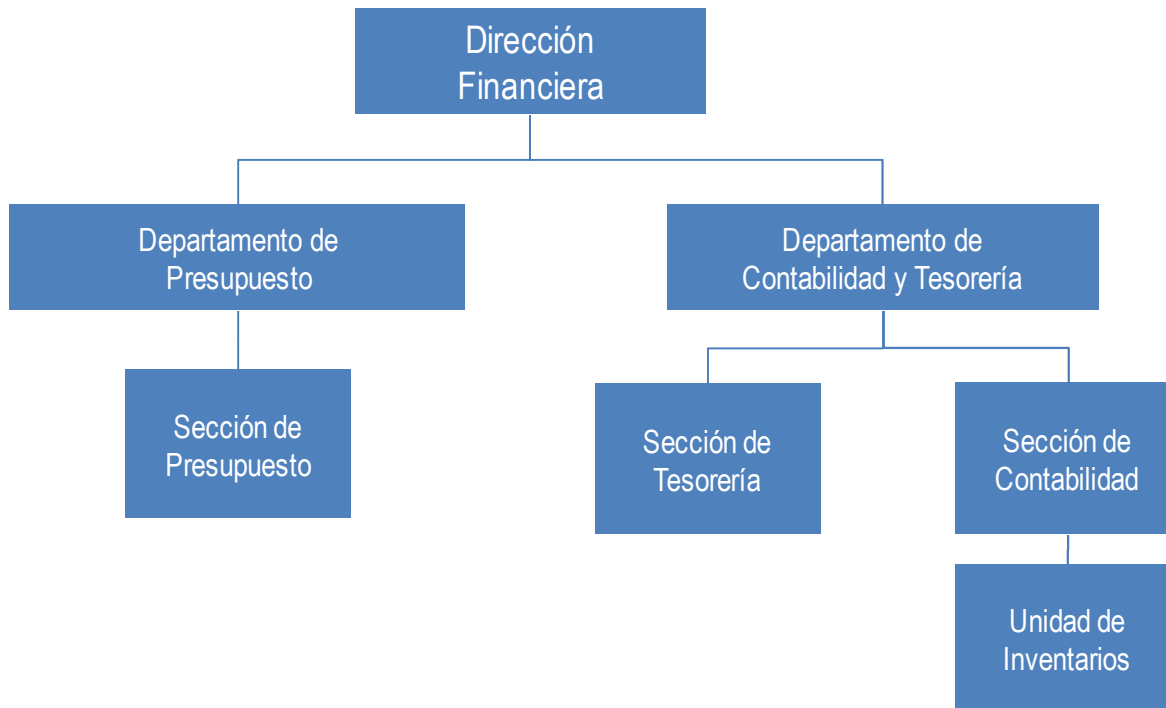 Dirección
Financiera
Departamento de
Presupuesto
Departamento de
Contabilidad y Tesorería
Sección de
Presupuesto
Sección de
Tesorería
Sección de
Contabilidad
Unidad de
Inventarios